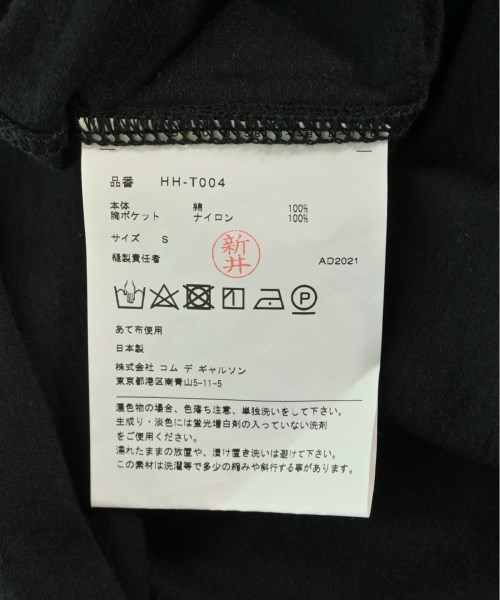 品番 HH-T004
本体 綿 100%
胸ポケット ナイロン 100%
サイズ S
新井
縫製責任者 AD2021
あて布使用
日本製
株式会社 コム デ ギャルソン
東京都港区南青山5-11-5
濃色物の場合、色落ち注意、単独洗いをして下さい。
生成り・淡色には蛍光増白剤の入っていない洗剤
をご使用ください。
濡れたままの放置や、漬け置き洗いは避けて下さい。
この素材は洗濯等で多少の縮みや斜行する事があります。